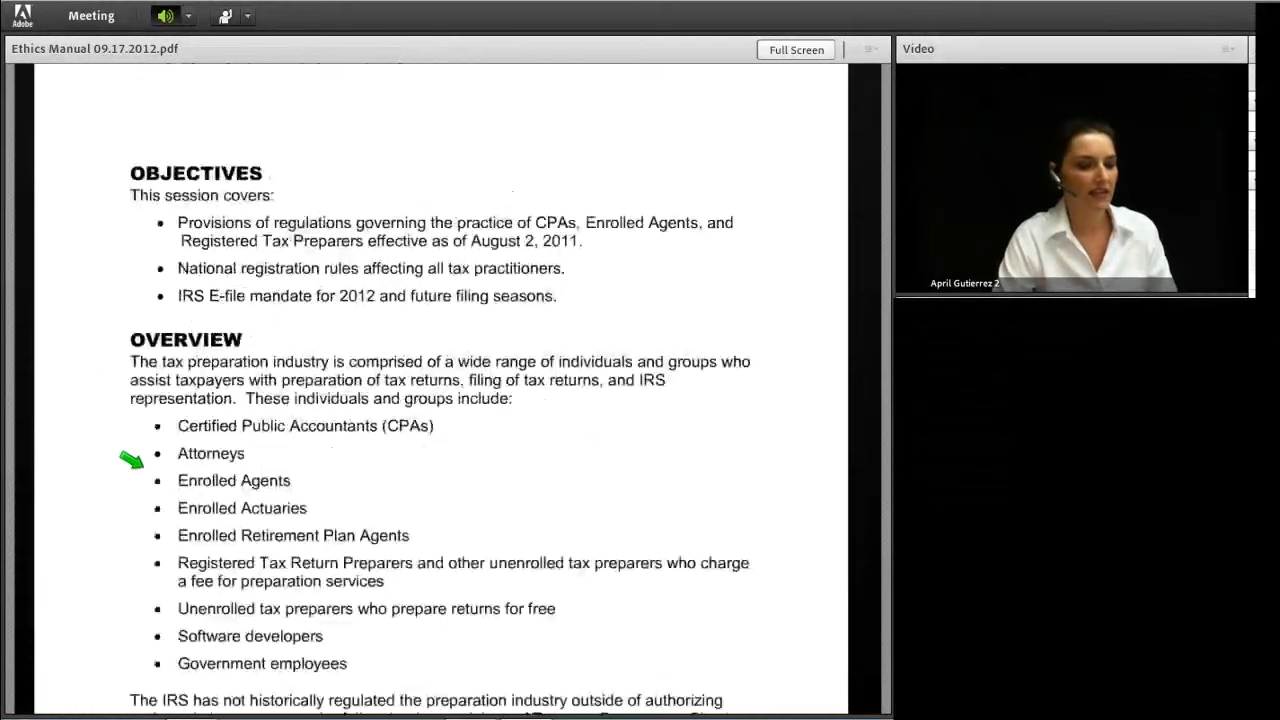 Adobe
Meeting
Ethics Manual 09.17.2012.pdf
Full Screen
Video
OBJECTIVES
This session covers:
• Provisions of regulations governing the practice of CPAs, Enrolled Agents, and
Registered Tax Preparers effective as of August 2, 2011.
• National registration rules affecting all tax practitioners.
• IRS E-file mandate for 2012 and future filing seasons.
OVERVIEW
The tax preparation industry is comprised of a wide range of individuals and groups who
assist taxpayers with preparation of tax returns, filing of tax returns, and IRS
representation. These individuals and groups include:
• Certified Public Accountants (CPAs)
• Attorneys
• Enrolled Agents
• Enrolled Actuaries
• Enrolled Retirement Plan Agents
• Registered Tax Return Preparers and other unenrolled tax preparers who charge
a fee for preparation services
• Unenrolled tax preparers who prepare returns for free
• Software developers
• Government employees
The IRS has not historically regulated the preparation industry outside of authorizing
April Gutierrez 2